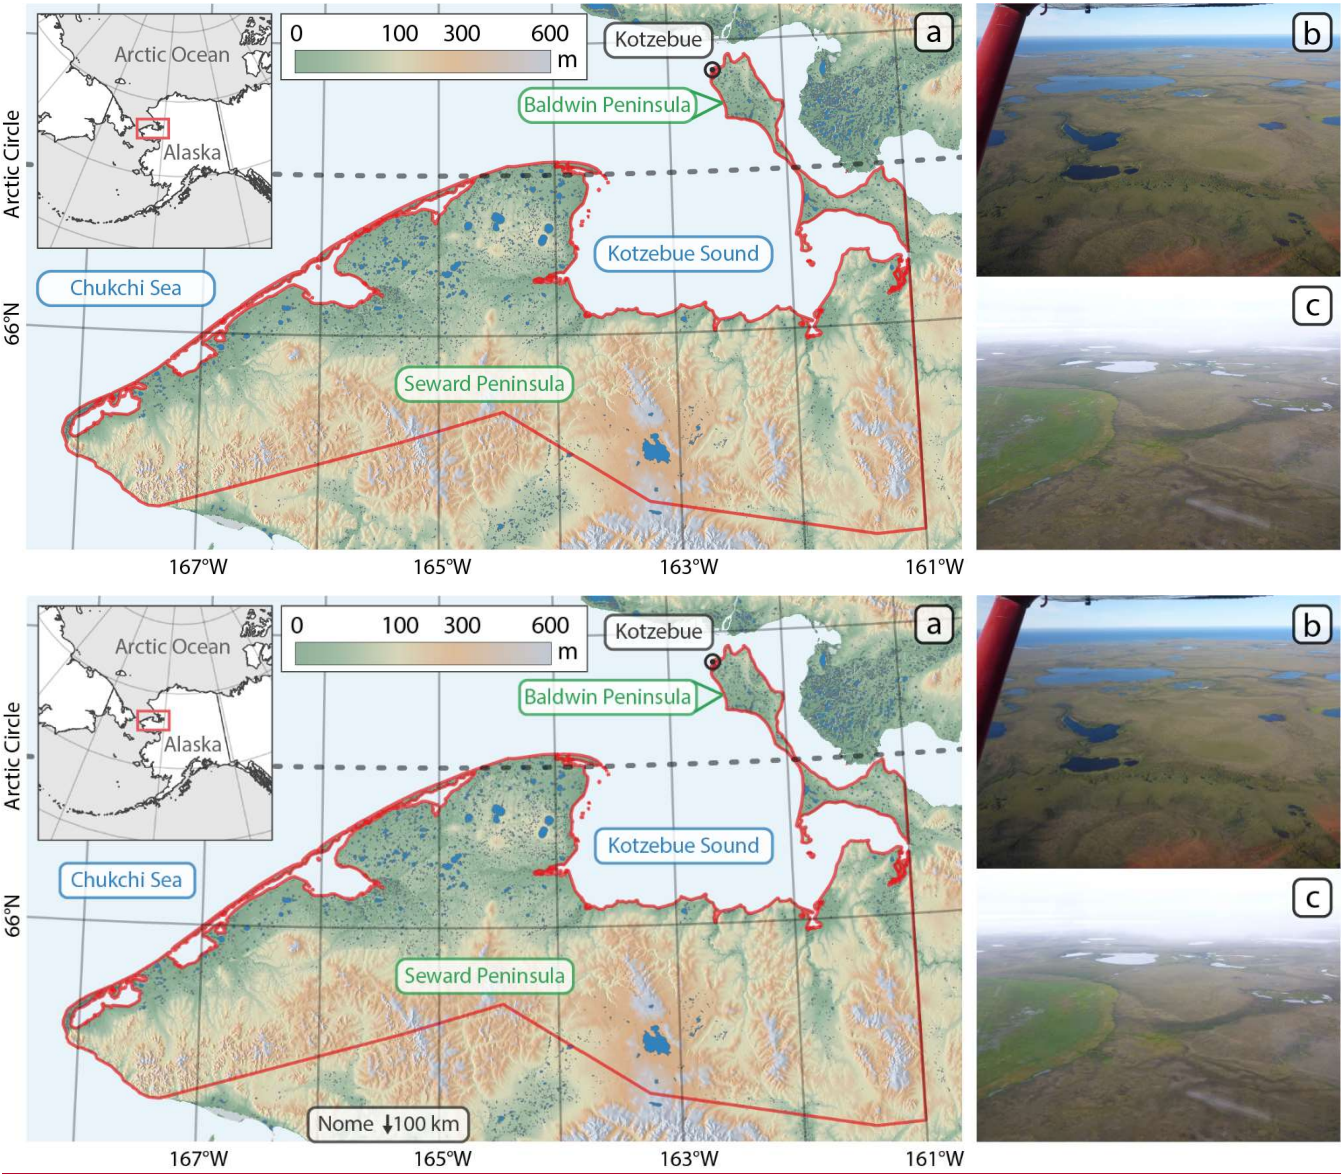 0 100 300 600
m
Kotzebue
a
b
Arctic Ocean
Alaska
Baldwin Peninsula
Arctic Circle
Kotzebue Sound
Chukchi Sea
66°N
Seward Peninsula
c
167°W 165°W 163°W 161°W
0 100 300 600
m
Kotzebue
a
b
Arctic Ocean
Alaska
Baldwin Peninsula
Arctic Circle
Kotzebue Sound
Chukchi Sea
66°N
Seward Peninsula
c
Nome ↓100 km
167°W 165°W 163°W 161°W